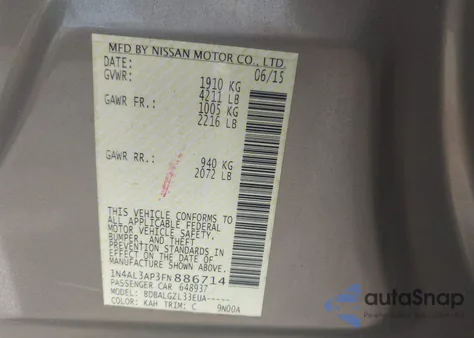 MFD BY NISSAN MOTOR CO., LTD.
DATE: 06/15
GVWR: 1910 KG
4211 LB
GAWR FR.: 1005 KG
2216 LB
GAWR RR.: 940 KG
2072 LB
THIS VEHICLE CONFORMS TO
ALL APPLICABLE FEDERAL
MOTOR VEHICLE SAFETY,
BUMPER, AND THEFT
PREVENTION STANDARDS IN
EFFECT ON THE DATE OF
MANUFACTURE SHOWN ABOVE.
1N4AL3AP3FN886714
PASSENGER CAR 648937
MODEL: BDBALGZL33EUA-----
COLOR: KAH TRIM: C 9N00A
autoSnap